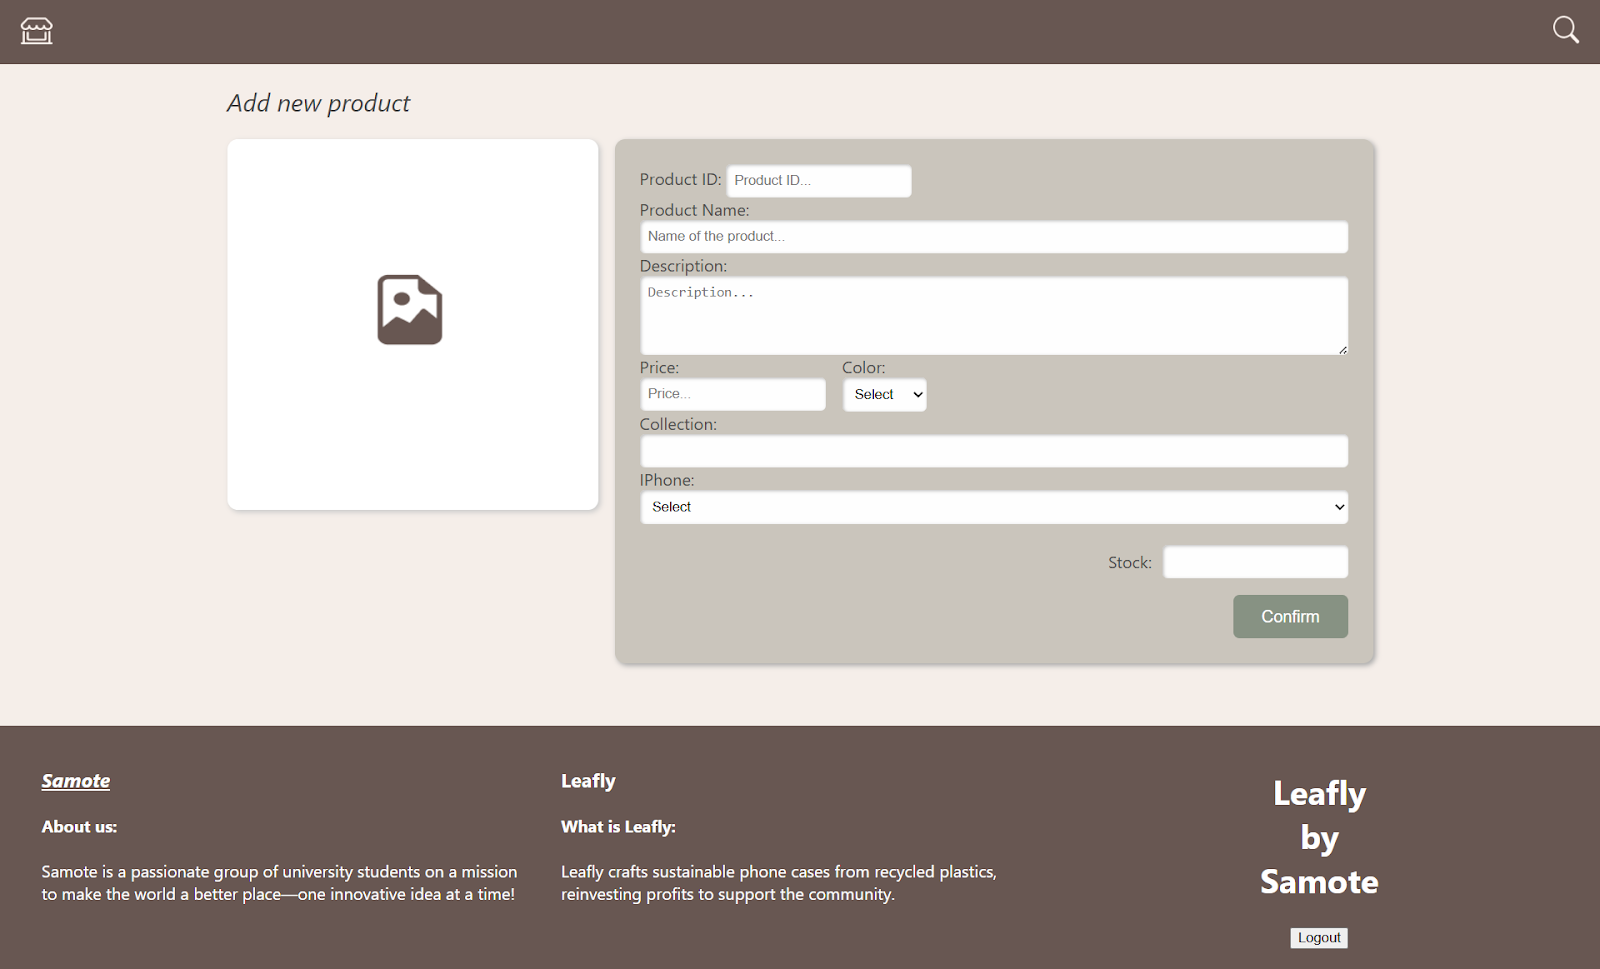 Add new product
Product ID: Product ID...
Product Name:
Name of the product...
Description:
Description...
Price: Color:
Price... Select
Collection:
IPhone:
Select
Stock:
Confirm
Samote
About us:
Samote is a passionate group of university students on a mission
to make the world a better place—one innovative idea at a time!
Leafly
What is Leafly:
Leafly crafts sustainable phone cases from recycled plastics,
reinvesting profits to support the community.
Leafly
by
Samote
Logout